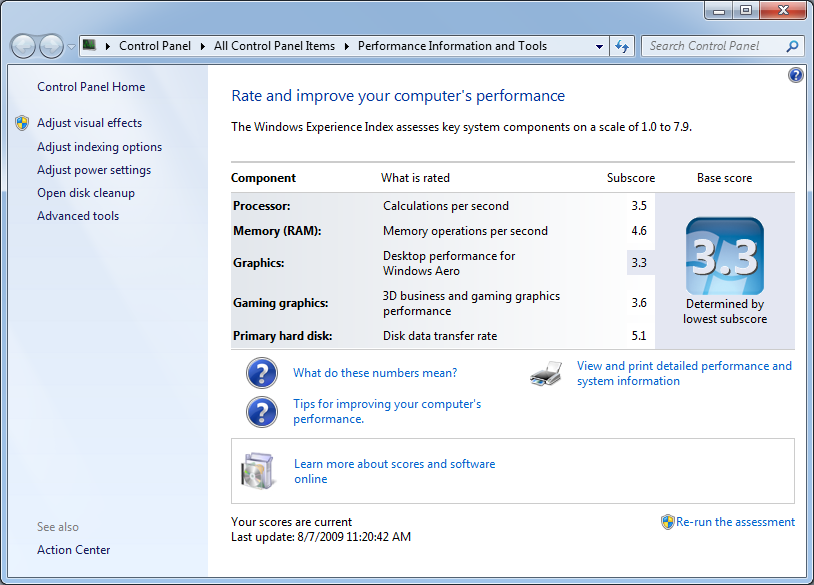 Control Panel All Control Panel Items Performance Information and Tools
Search Control Panel
Control Panel Home
Adjust visual effects
Adjust indexing options
Adjust power settings
Open disk cleanup
Advanced tools
See also
Action Center
?
Rate and improve your computer's performance
The Windows Experience Index assesses key system components on a scale of 1.0 to 7.9.
Component What is rated Subscore Base score
Processor: Calculations per second 3.5
Memory (RAM): Memory operations per second 4.6
Graphics: Desktop performance for
Windows Aero 3.3
Gaming graphics: 3D business and gaming graphics
performance 3.6
Primary hard disk: Disk data transfer rate 5.1
3.3
Determined by
lowest subscore
? What do these numbers mean?
? Tips for improving your computer's
performance.
View and print detailed performance and
system information
Learn more about scores and software
online
Your scores are current
Last update: 8/7/2009 11:20:42 AM
Re-run the assessment